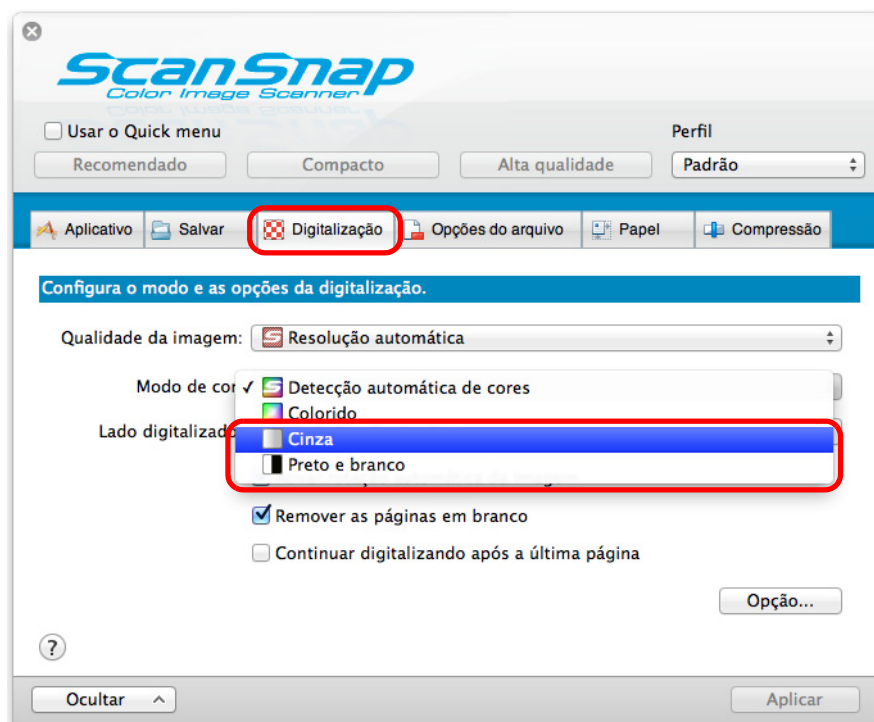 ScanSnap
Color Image Scanner
Usar o Quick menu
Perfil
Recomendado
Compacto
Alta qualidade
Padrão
Aplicativo
Salvar
Digitalização
Opções do arquivo
Papel
Compressão
Configura o modo e as opções da digitalização.
Qualidade da imagem:
Resolução automática
Modo de cor
✓ Detecção automática de cores
Colorido
Lado digitalizado
Cinza
Preto e branco
Remover as páginas em branco
Continuar digitalizando após a última página
Opção...
?
Ocultar
Aplicar